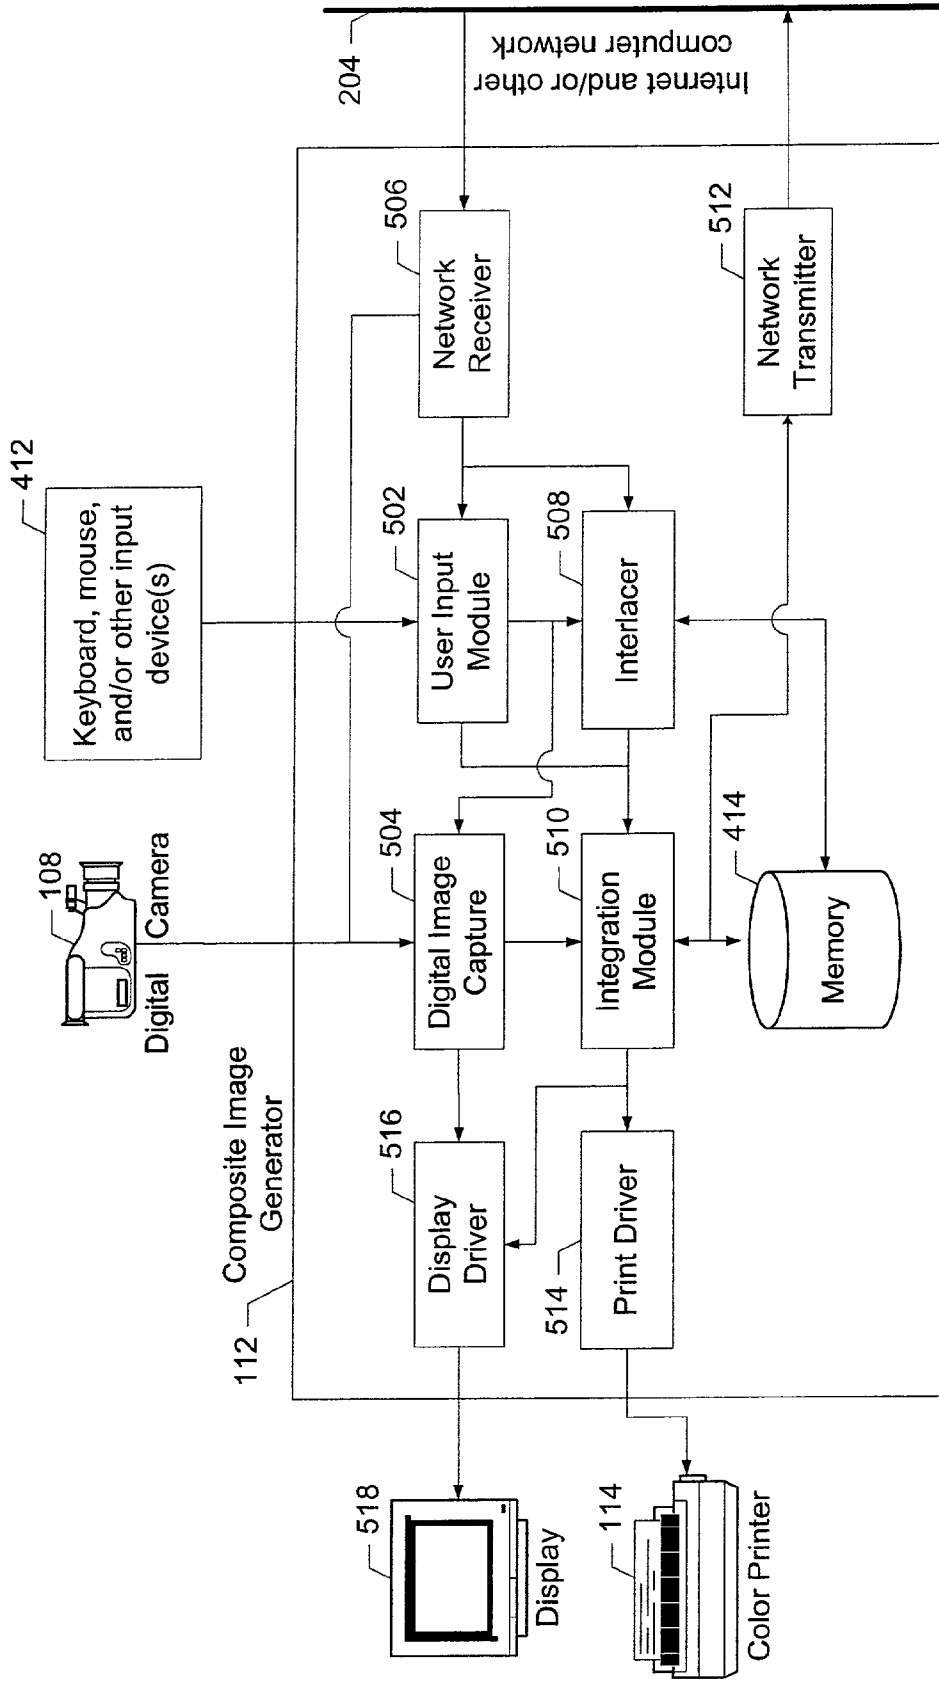 412
Keyboard, mouse,
and/or other input
device(s)
108
Digital Camera
Composite Image
Generator
112
204
Internet and/or other
computer network
506
Network
Receiver
502
User Input
Module
504
Digital Image
Capture
516
Display
Driver
518
Display
512
Network
Transmitter
508
Interlacer
510
Integration
Module
514
Print Driver
114
Color Printer
414
Memory